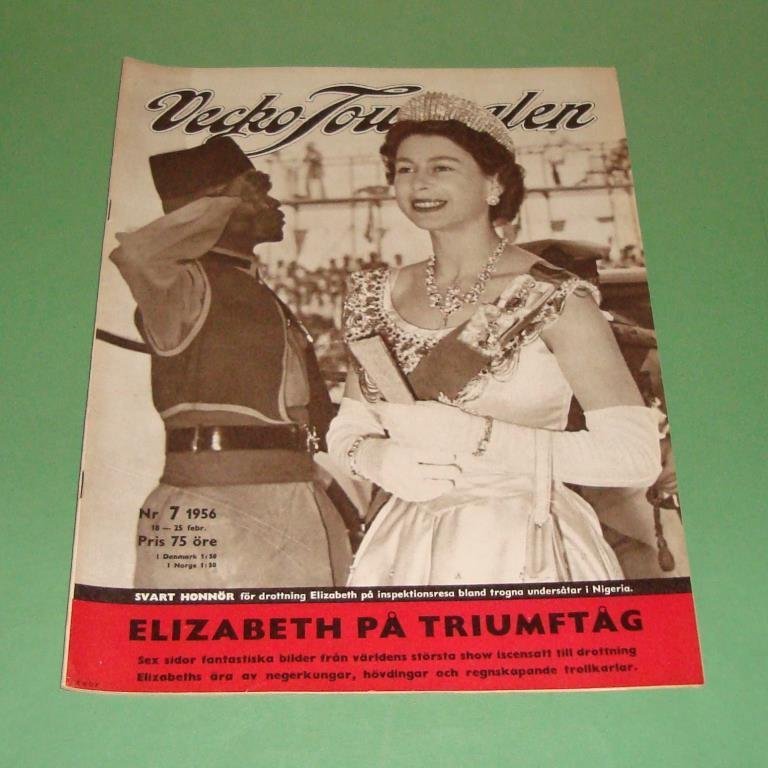 Vecko-Journalen
Nr 7 1956
18 — 25 febr.
Pris 75 öre
I Danmark 1:50
I Norge 1:50
SVART HONNÖR för drottning Elizabeth på inspektionsresa bland trogna undersåtar i Nigeria.
ELIZABETH PÅ TRIUMFTÅG
Sex sidor fantastiska bilder från världens största show iscensatt till drottning
Elizabeths ära av negerkungar, hövdingar och regnskapande trollkarlar.